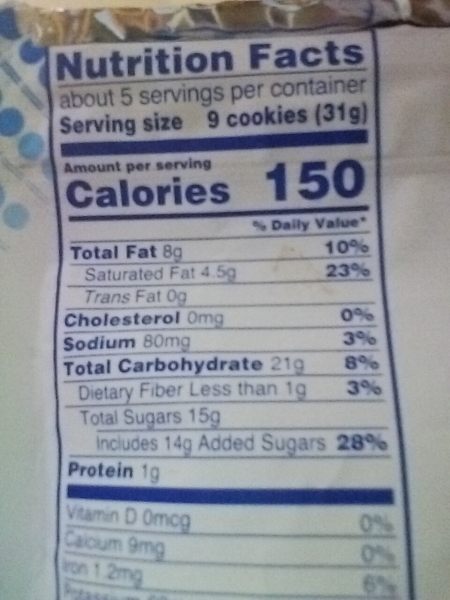 Nutrition Facts
about 5 servings per container
Serving size 9 cookies (31g)
Amount per serving
Calories 150
% Daily Value*
Total Fat 8g 10%
Saturated Fat 4.5g 23%
Trans Fat 0g
Cholesterol 0mg 0%
Sodium 80mg 3%
Total Carbohydrate 21g 8%
Dietary Fiber Less than 1g 3%
Total Sugars 15g
Includes 14g Added Sugars 28%
Protein 1g
Vitamin D 0mcg 0%
Calcium 9mg 0%
Iron 1.2mg 6%
Potassium